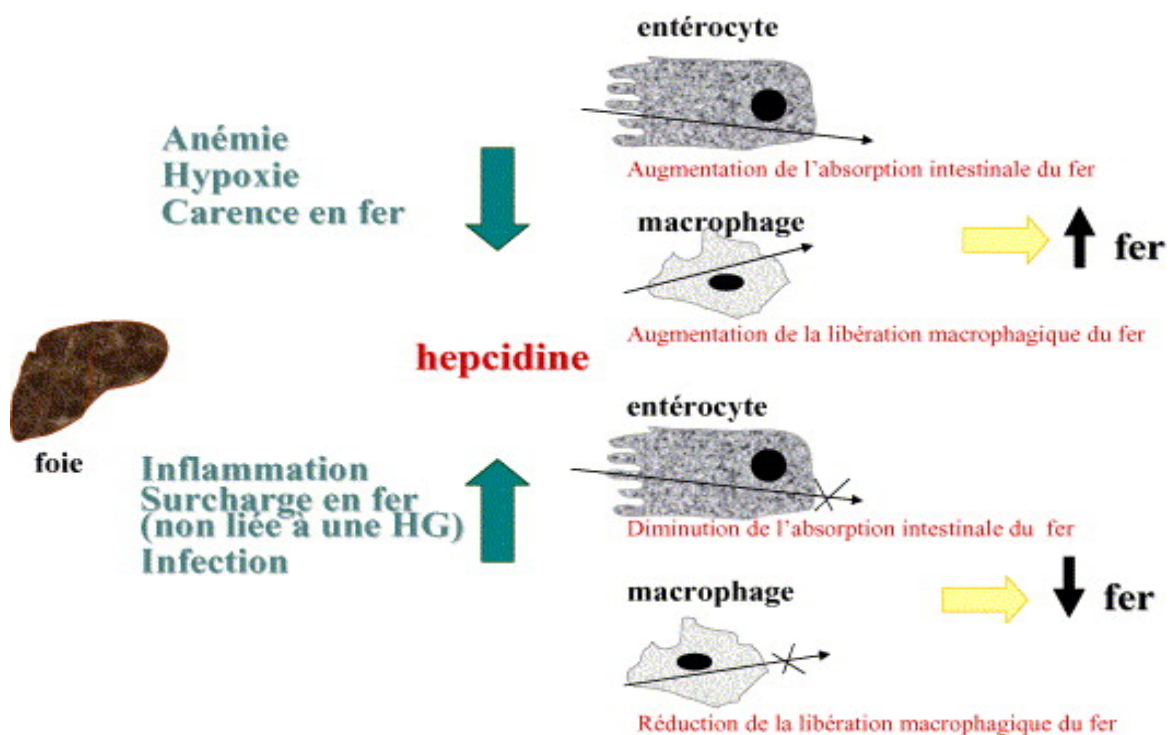 entérocyte
Anémie
Hypoxie
Carence en fer
Augmentation de l'absorption intestinale du fer
macrophage
fer
Augmentation de la libération macrophagique du fer
hepcidine
foie
entérocyte
Inflammation
Surcharge en fer
(non liée à une HG)
Infection
Diminution de l'absorption intestinale du fer
macrophage
fer
Réduction de la libération macrophagique du fer